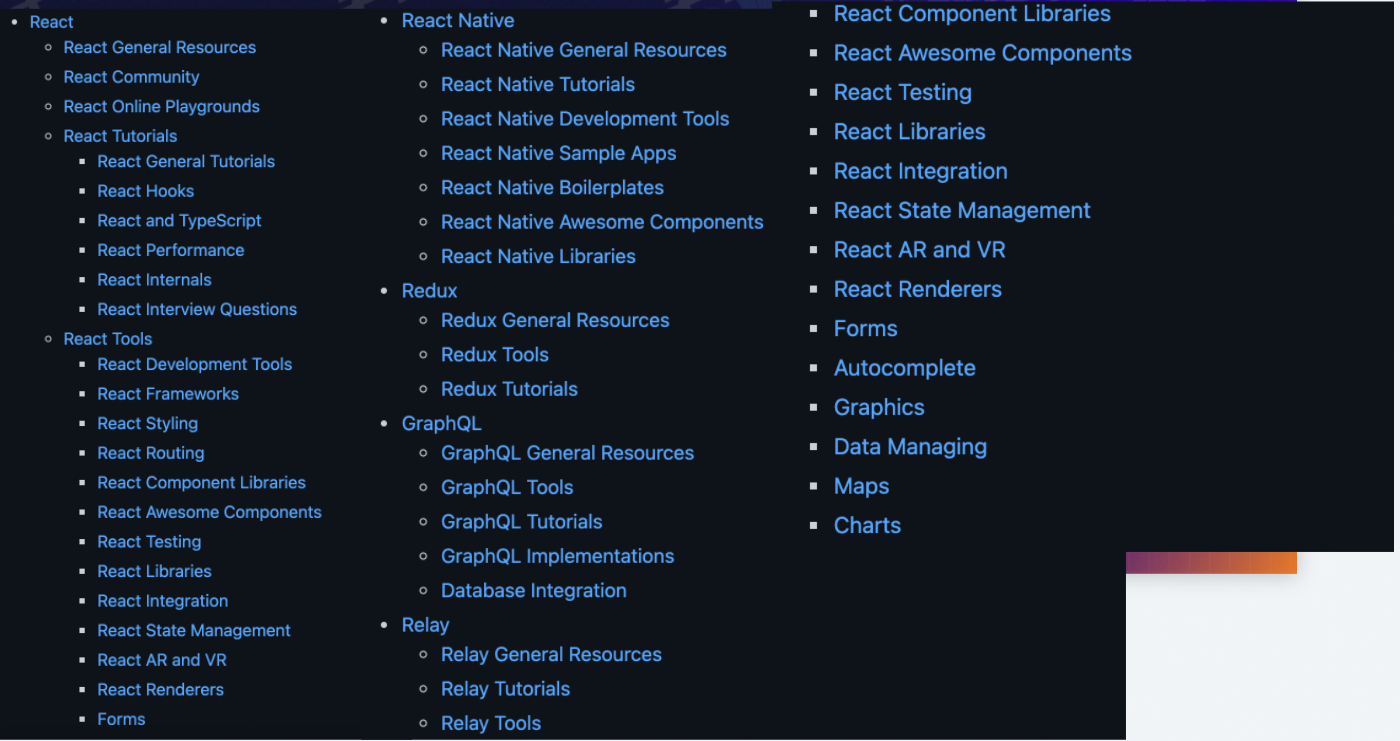 React
React General Resources
React Community
React Online Playgrounds
React Tutorials
React General Tutorials
React Hooks
React and TypeScript
React Performance
React Internals
React Interview Questions
React Tools
React Development Tools
React Frameworks
React Styling
React Routing
React Component Libraries
React Awesome Components
React Testing
React Libraries
React Integration
React State Management
React AR and VR
React Renderers
Forms
React Native
React Native General Resources
React Native Tutorials
React Native Development Tools
React Native Sample Apps
React Native Boilerplates
React Native Awesome Components
React Native Libraries
Redux
Redux General Resources
Redux Tools
Redux Tutorials
GraphQL
GraphQL General Resources
GraphQL Tools
GraphQL Tutorials
GraphQL Implementations
Database Integration
Relay
Relay General Resources
Relay Tutorials
Relay Tools
React Component Libraries
React Awesome Components
React Testing
React Libraries
React Integration
React State Management
React AR and VR
React Renderers
Forms
Autocomplete
Graphics
Data Managing
Maps
Charts